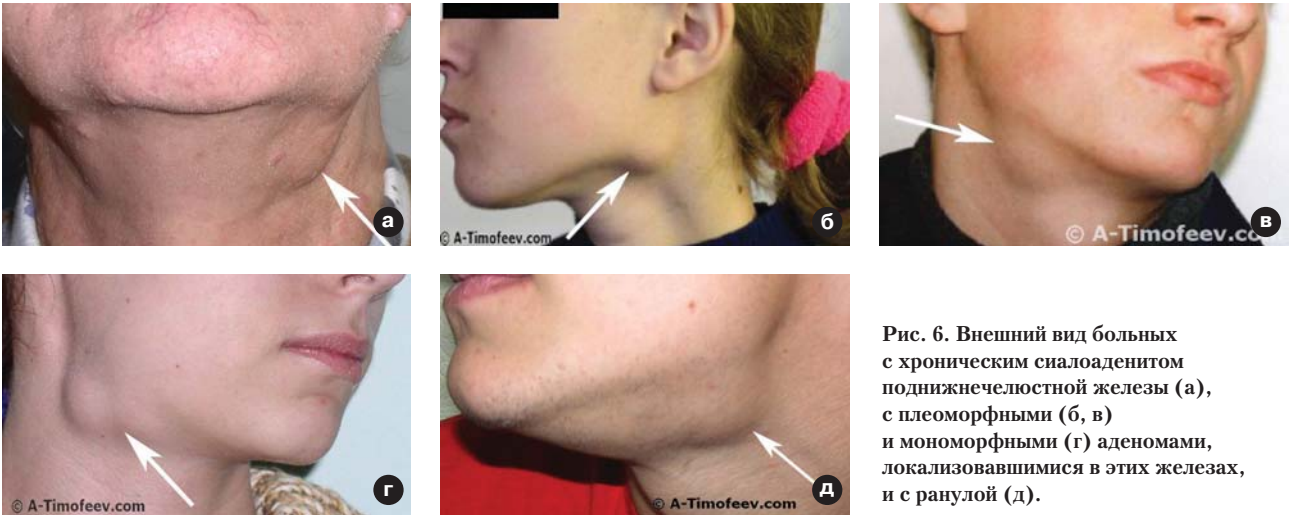 а
© A-Timofeev.com
б
© A-Timofeev.co
в
© A-Timofeev.com
г
© A-Timofeev.com
д
Рис. 6. Внешний вид больных
с хроническим сиалоаденитом
поднижнечелюстной железы (а),
с плеоморфными (б, в)
и мономорфными (г) аденомами,
локализовавшимися в этих железах,
и с ранулой (д).